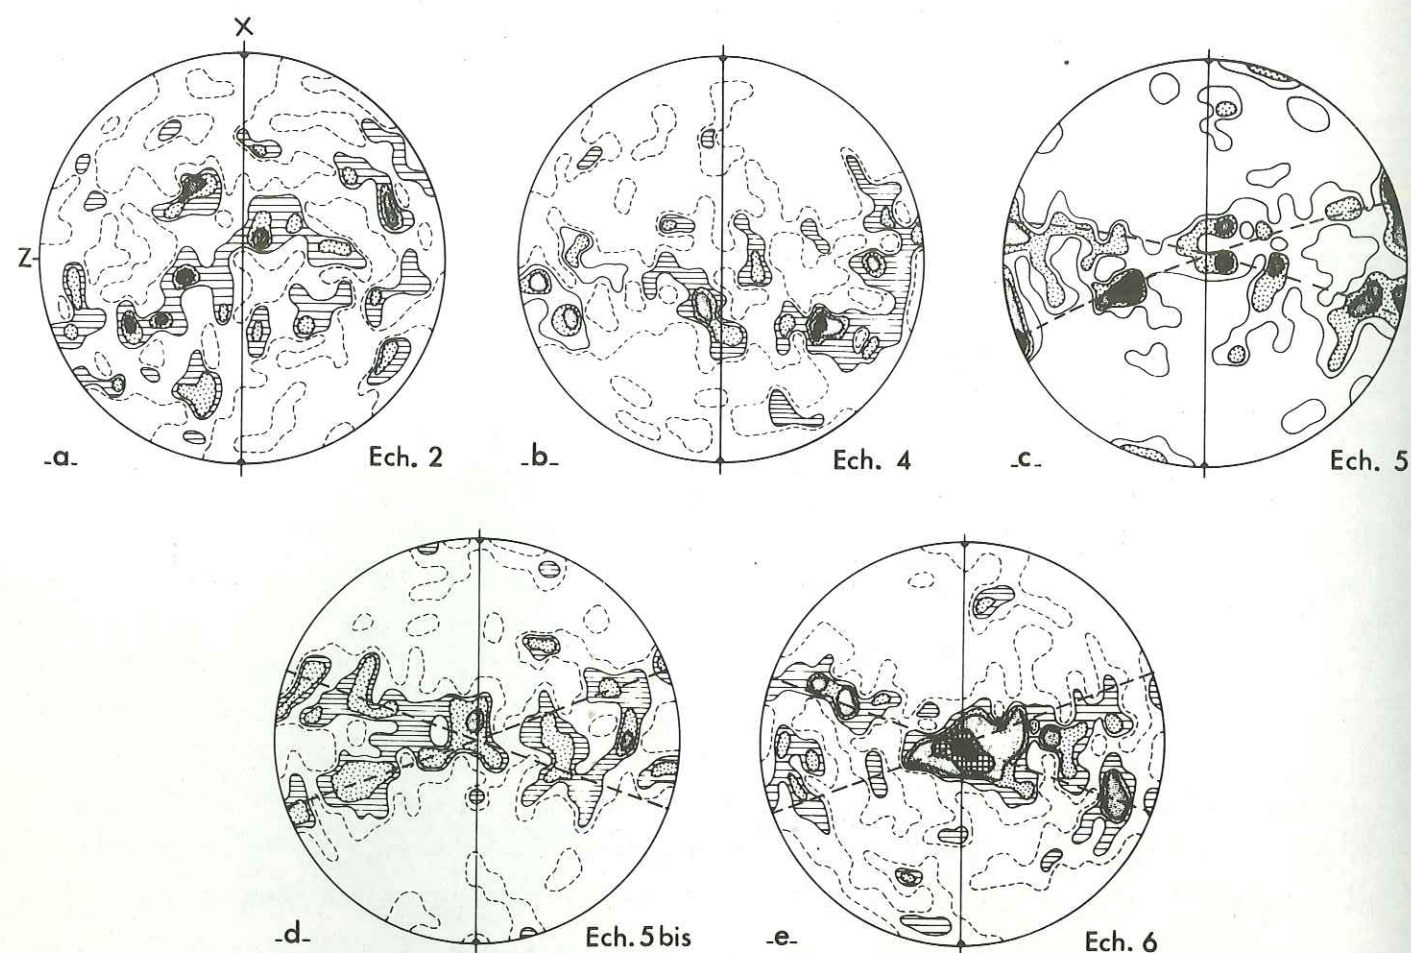 X
Z
-a- Ech. 2
-b- Ech. 4
-c- Ech. 5
-d- Ech. 5 bis
-e- Ech. 6